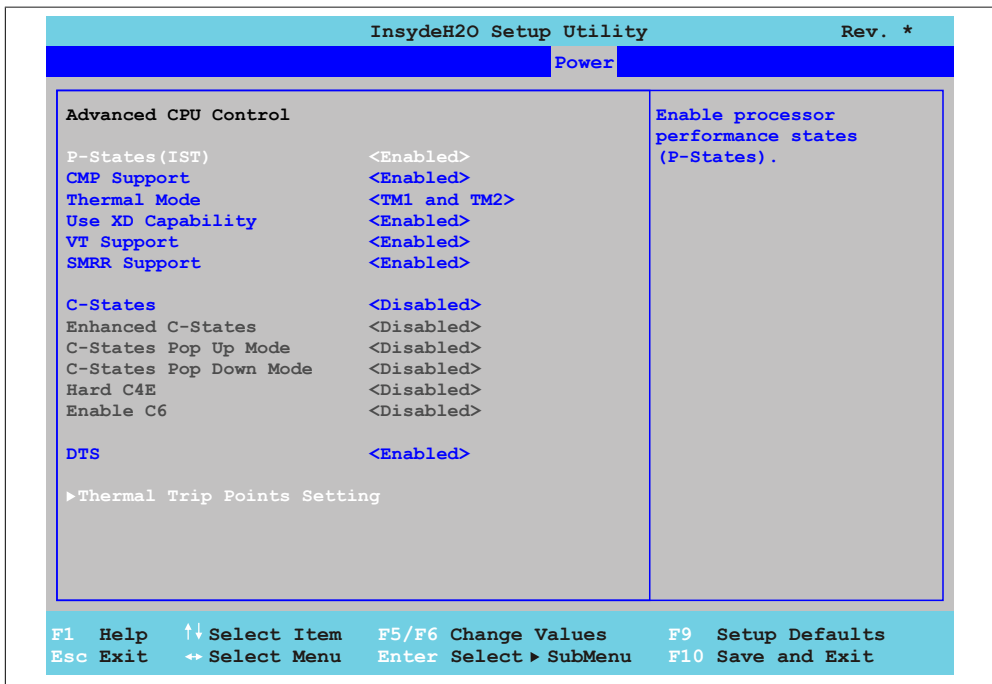 InsydeH2O Setup Utility Rev. *
Power
Advanced CPU Control
P-States(IST) <Enabled>
CMP Support <Enabled>
Thermal Mode <TM1 and TM2>
Use XD Capability <Enabled>
VT Support <Enabled>
SMRR Support <Enabled>
C-States <Disabled>
Enhanced C-States <Disabled>
C-States Pop Up Mode <Disabled>
C-States Pop Down Mode <Disabled>
Hard C4E <Disabled>
Enable C6 <Disabled>
DTS <Enabled>
▶Thermal Trip Points Setting
Enable processor
performance states
(P-States).
F1 Help ↑↓ Select Item F5/F6 Change Values F9 Setup Defaults
Esc Exit ↔ Select Menu Enter Select ▶ SubMenu F10 Save and Exit